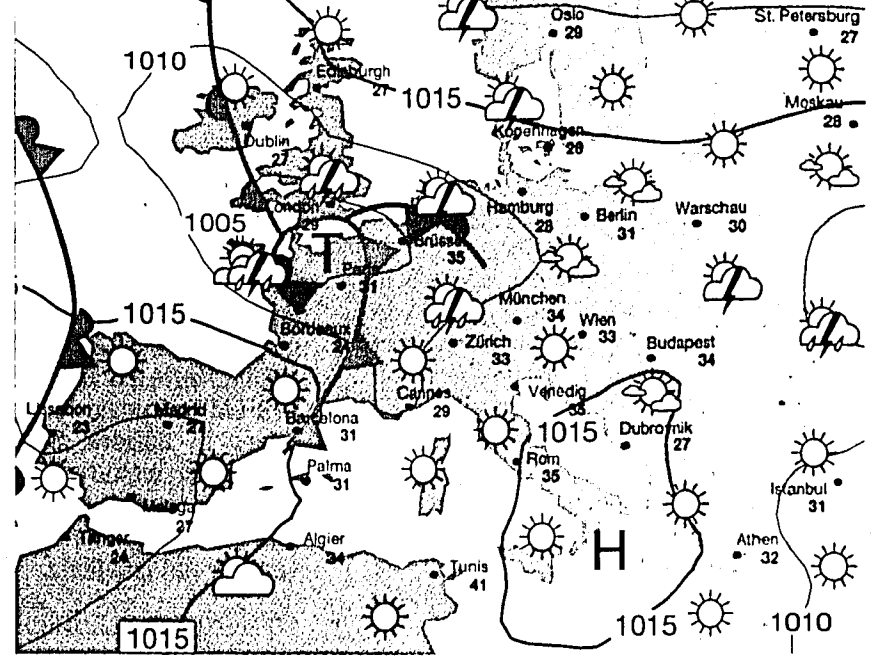 Oslo
29
St. Petersburg
27
1010
Edinburgh
27
1015
Moskau
28
Kopenhagen
26
Dublin
27
London
29
1005
Hamburg
28
Berlin
31
Warschau
30
T
Brüssel
35
Paris
31
München
34
1015
Bordeaux
Zürich
33
Wien
33
Budapest
34
Lissabon
23
Madrid
27
Cannes
29
Venedig
35
Barcelona
31
1015
Dubrovnik
27
Palma
31
Rom
35
Istanbul
31
Malaga
27
Tanger
24
Algier
34
H
Athen
32
Tunis
41
1015
1015
1010